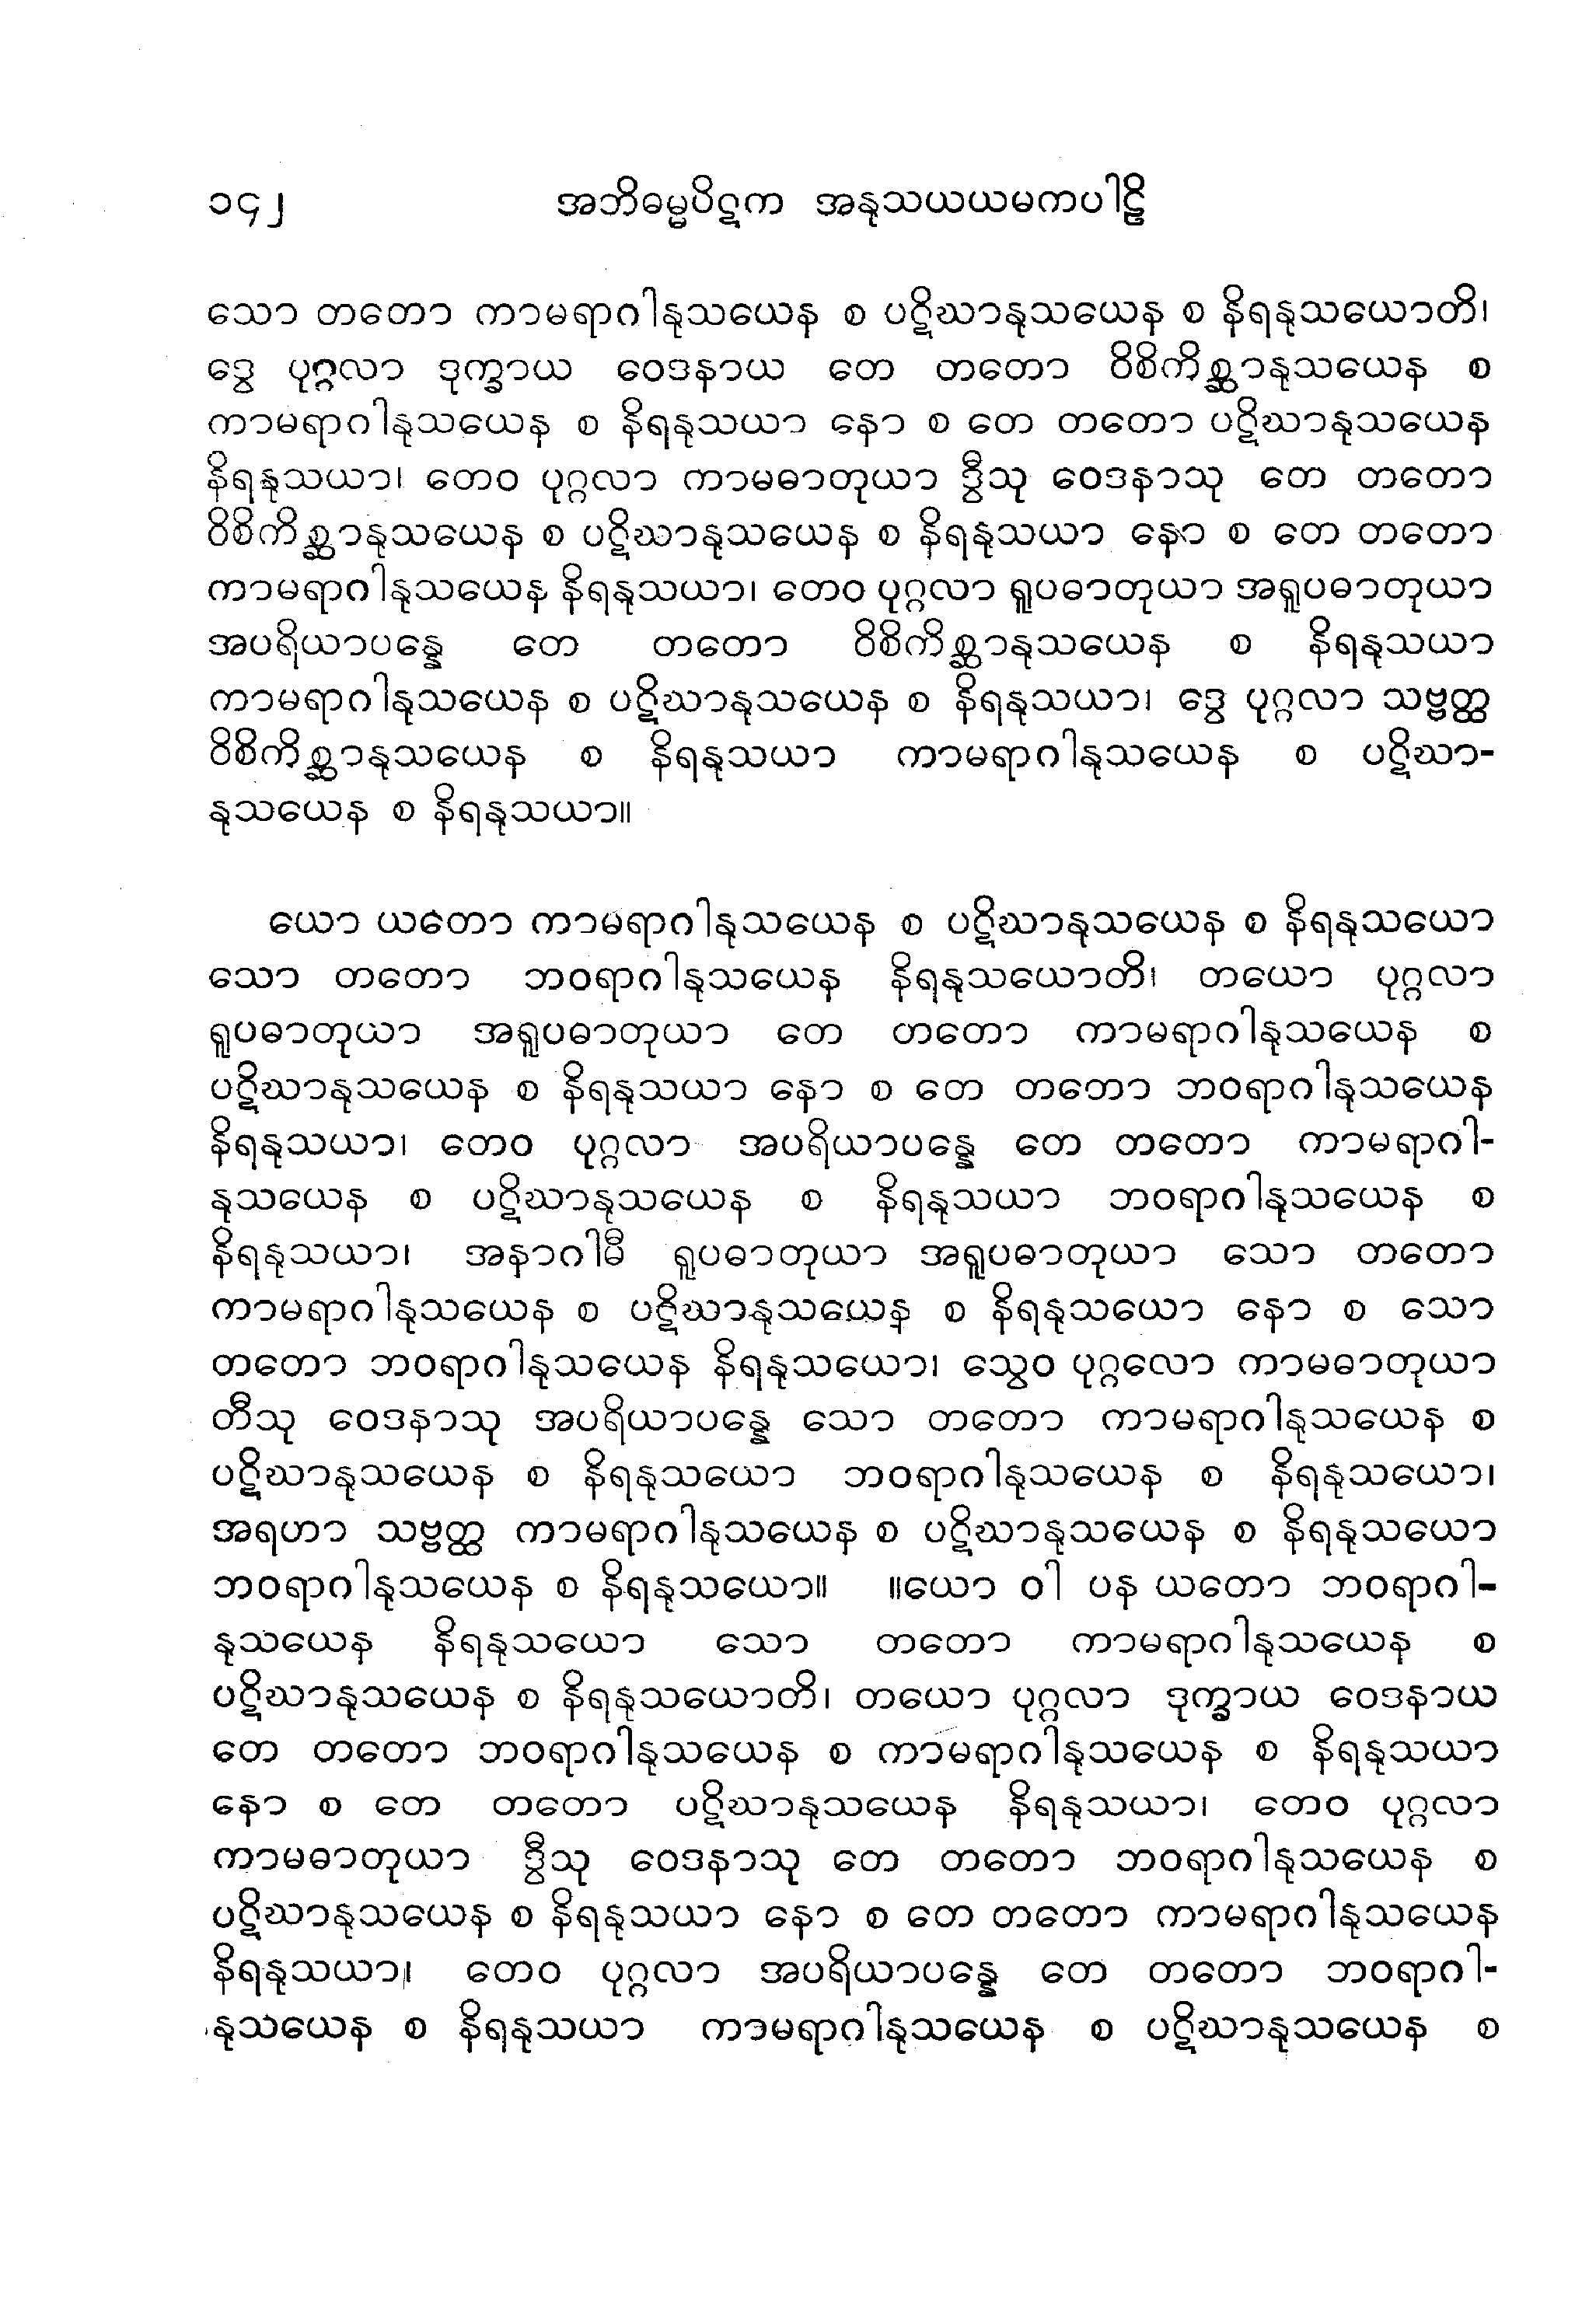 ၁၄၂ အဘိဓမ္မပိဋက အနုသယယမကပါဠိ
သော တတော ကာမရာဂါနုသယေန စ ပဋိဃာနုသယေန စ နိရနုသယောတိ၊
ဒွေ ပုဂ္ဂလာ ဒုက္ခာယ ဝေဒနာယ တေ တတော ဝိစိကိစ္ဆာနုသယေန စ
ကာမရာဂါနုသယေန စ နိရနုသယာ နော စ တေ တတော ပဋိဃာနုသယေန
နိရနုသယာ၊ တေဝ ပုဂ္ဂလာ ကာမဓာတုယာ ဒွီသု ဝေဒနာသု တေ တတော
ဝိစိကိစ္ဆာနုသယေန စ ပဋိဃာနုသယေန စ နိရနုသယာ နော စ တေ တတော
ကာမရာဂါနုသယေန နိရနုသယာ၊ တေဝ ပုဂ္ဂလာ ရူပဓာတုယာ အရူပဓာတုယာ
အပရိယာပန္နေ တေ တတော ဝိစိကိစ္ဆာနုသယေန စ နိရနုသယာ
ကာမရာဂါနုသယေန စ ပဋိဃာနုသယေန စ နိရနုသယာ၊ ဒွေ ပုဂ္ဂလာ သဗ္ဗတ္ထ
ဝိစိကိစ္ဆာနုသယေန စ နိရနုသယာ ကာမရာဂါနုသယေန စ ပဋိဃာ-
နုသယေန စ နိရနုသယာ။
ယော ယတော ကာမရာဂါနုသယေန စ ပဋိဃာနုသယေန စ နိရနုသယော
သော တတော ဘဝရာဂါနုသယေန နိရနုသယောတိ၊ တယော ပုဂ္ဂလာ
ရူပဓာတုယာ အရူပဓာတုယာ တေ တတော ကာမရာဂါနုသယေန စ
ပဋိဃာနုသယေန စ နိရနုသယာ နော စ တေ တတော ဘဝရာဂါနုသယေန
နိရနုသယာ၊ တေဝ ပုဂ္ဂလာ အပရိယာပန္နေ တေ တတော ကာမရာဂါ-
နုသယေန စ ပဋိဃာနုသယေန စ နိရနုသယာ ဘဝရာဂါနုသယေန စ
နိရနုသယာ၊ အနာဂါမီ ရူပဓာတုယာ အရူပဓာတုယာ သော တတော
ကာမရာဂါနုသယေန စ ပဋိဃာနုသယေန စ နိရနုသယော နော စ သော
တတော ဘဝရာဂါနုသယေန နိရနုသယော၊ သွေဝ ပုဂ္ဂလော ကာမဓာတုယာ
တီသု ဝေဒနာသု အပရိယာပန္နေ သော တတော ကာမရာဂါနုသယေန စ
ပဋိဃာနုသယေန စ နိရနုသယော ဘဝရာဂါနုသယေန စ နိရနုသယော၊
အရဟာ သဗ္ဗတ္ထ ကာမရာဂါနုသယေန စ ပဋိဃာနုသယေန စ နိရနုသယော
ဘဝရာဂါနုသယေန စ နိရနုသယော။ ။ယော ဝါ ပန ယတော ဘဝရာဂါ-
နုသယေန နိရနုသယော သော တတော ကာမရာဂါနုသယေန စ
ပဋိဃာနုသယေန စ နိရနုသယောတိ၊ တယော ပုဂ္ဂလာ ဒုက္ခာယ ဝေဒနာယ
တေ တတော ဘဝရာဂါနုသယေန စ ကာမရာဂါနုသယေန စ နိရနုသယာ
နော စ တေ တတော ပဋိဃာနုသယေန နိရနုသယာ၊ တေဝ ပုဂ္ဂလာ
ကာမဓာတုယာ ဒွီသု ဝေဒနာသု တေ တတော ဘဝရာဂါနုသယေန စ
ပဋိဃာနုသယေန စ နိရနုသယာ နော စ တေ တတော ကာမရာဂါနုသယေန
နိရနုသယာ၊ တေဝ ပုဂ္ဂလာ အပရိယာပန္နေ တေ တတော ဘဝရာဂါ-
နုသယေန စ နိရနုသယာ ကာမရာဂါနုသယေန စ ပဋိဃာနုသယေန စ